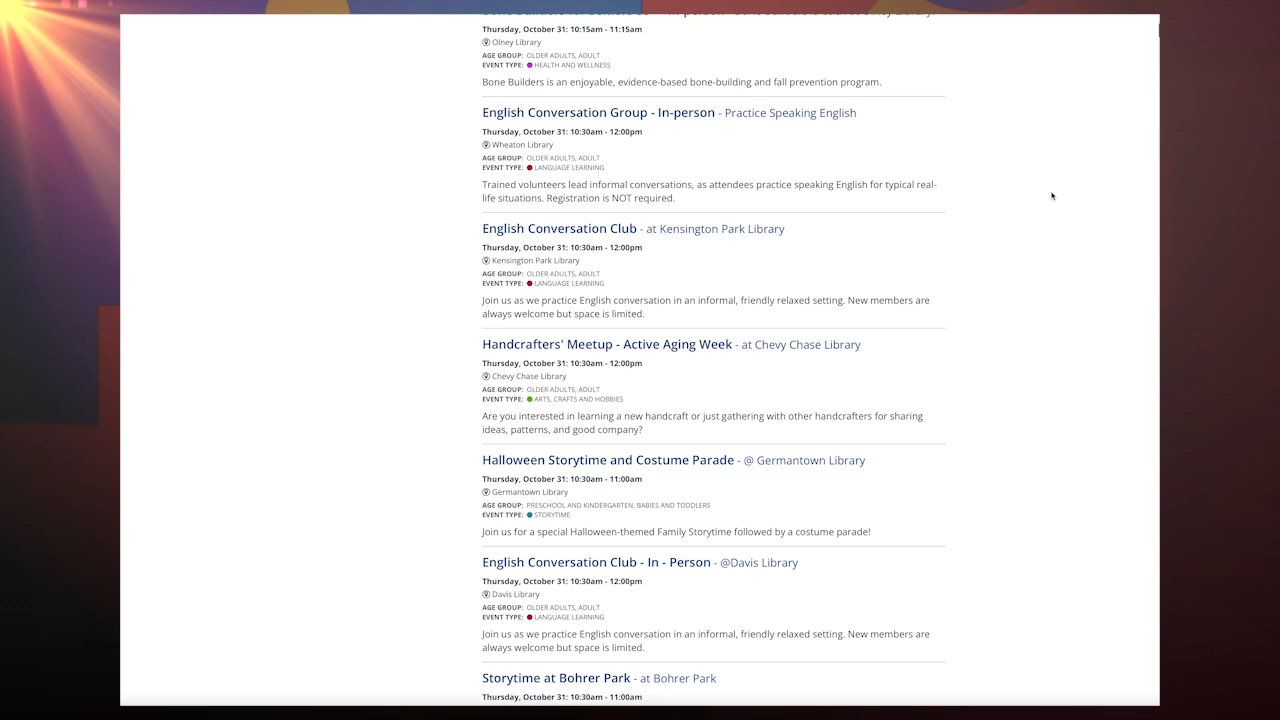 Thursday, October 31: 10:15am - 11:15am
Olney Library
AGE GROUP: OLDER ADULTS, ADULT
EVENT TYPE: HEALTH AND WELLNESS
Bone Builders is an enjoyable, evidence-based bone-building and fall prevention program.
English Conversation Group - In-person - Practice Speaking English
Thursday, October 31: 10:30am - 12:00pm
Wheaton Library
AGE GROUP: OLDER ADULTS, ADULT
EVENT TYPE: LANGUAGE LEARNING
Trained volunteers lead informal conversations, as attendees practice speaking English for typical real-
life situations. Registration is NOT required.
English Conversation Club - at Kensington Park Library
Thursday, October 31: 10:30am - 12:00pm
Kensington Park Library
AGE GROUP: OLDER ADULTS, ADULT
EVENT TYPE: LANGUAGE LEARNING
Join us as we practice English conversation in an informal, friendly relaxed setting. New members are
always welcome but space is limited.
Handcrafters' Meetup - Active Aging Week - at Chevy Chase Library
Thursday, October 31: 10:30am - 12:00pm
Chevy Chase Library
AGE GROUP: OLDER ADULTS, ADULT
EVENT TYPE: ARTS, CRAFTS AND HOBBIES
Are you interested in learning a new handcraft or just gathering with other handcrafters for sharing
ideas, patterns, and good company?
Halloween Storytime and Costume Parade - @ Germantown Library
Thursday, October 31: 10:30am - 11:00am
Germantown Library
AGE GROUP: PRESCHOOL AND KINDERGARTEN, BABIES AND TODDLERS
EVENT TYPE: STORYTIME
Join us for a special Halloween-themed Family Storytime followed by a costume parade!
English Conversation Club - In - Person - @Davis Library
Thursday, October 31: 10:30am - 12:00pm
Davis Library
AGE GROUP: OLDER ADULTS, ADULT
EVENT TYPE: LANGUAGE LEARNING
Join us as we practice English conversation in an informal, friendly relaxed setting. New members are
always welcome but space is limited.
Storytime at Bohrer Park - at Bohrer Park
Thursday, October 31: 10:30am - 11:00am